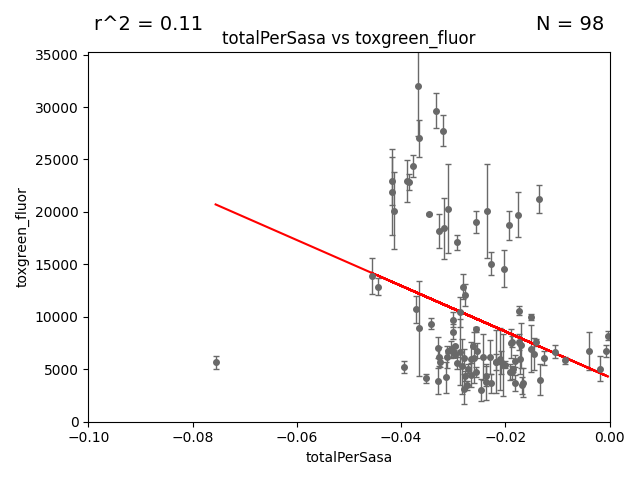 r^2 = 0.11
N = 98
totalPerSasa vs toxgreen_fluor
35000
30000
25000
20000
15000
10000
5000
0
toxgreen_fluor
−0.10
−0.08
−0.06
−0.04
−0.02
0.00
totalPerSasa